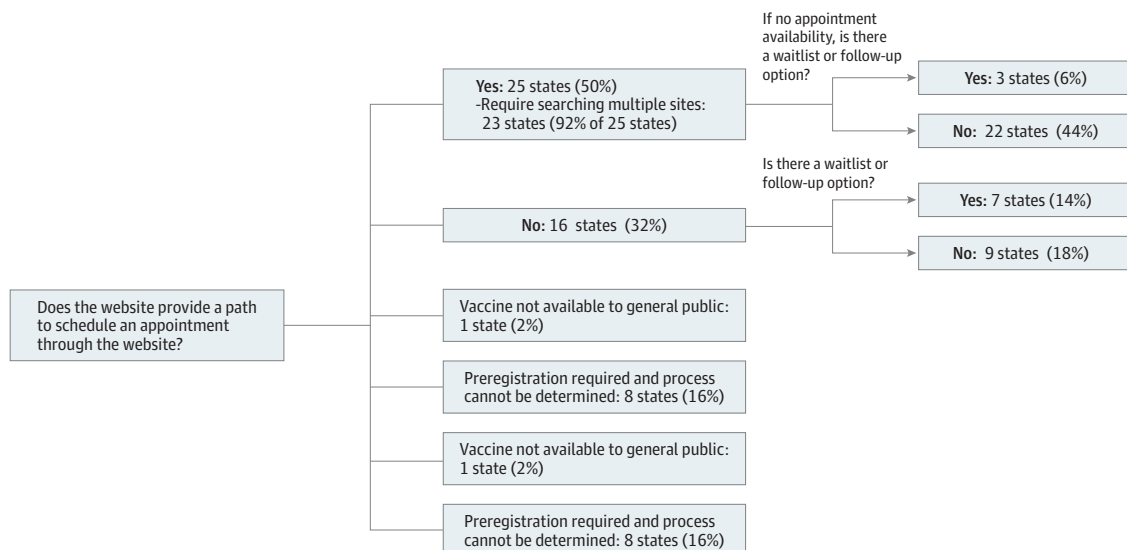 Does the website provide a path
to schedule an appointment
through the website?
Yes: 25 states (50%)
-Require searching multiple sites:
23 states (92% of 25 states)
If no appointment
availability, is there
a waitlist or follow-up
option?
Yes: 3 states (6%)
No: 22 states (44%)
No: 16 states (32%)
Is there a waitlist or
follow-up option?
Yes: 7 states (14%)
No: 9 states (18%)
Vaccine not available to general public:
1 state (2%)
Preregistration required and process
cannot be determined: 8 states (16%)
Vaccine not available to general public:
1 state (2%)
Preregistration required and process
cannot be determined: 8 states (16%)